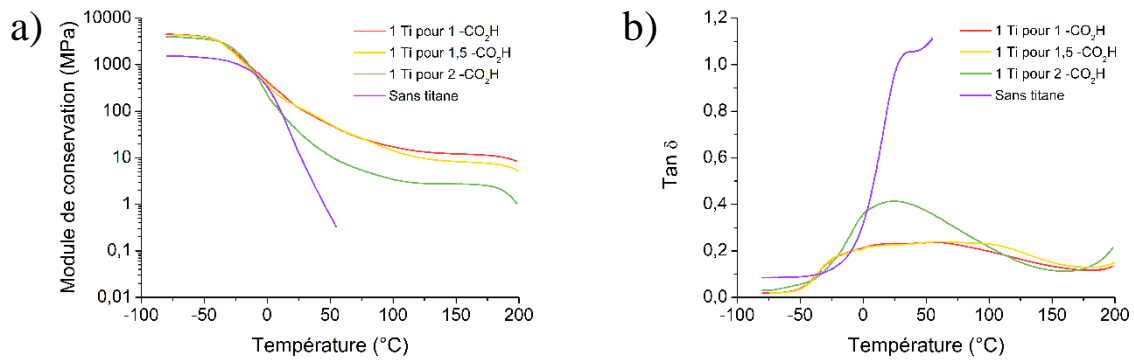 a)
Module de conservation (MPa)
10000
1000
100
10
1
0,1
0,01
-100 -50 0 50 100 150 200
Température (°C)
1 Ti pour 1 -CO₂H
1 Ti pour 1,5 -CO₂H
1 Ti pour 2 -CO₂H
Sans titane
b)
Tan δ
1,2
1,0
0,8
0,6
0,4
0,2
0,0
-100 -50 0 50 100 150 200
Température (°C)
1 Ti pour 1 -CO₂H
1 Ti pour 1,5 -CO₂H
1 Ti pour 2 -CO₂H
Sans titane